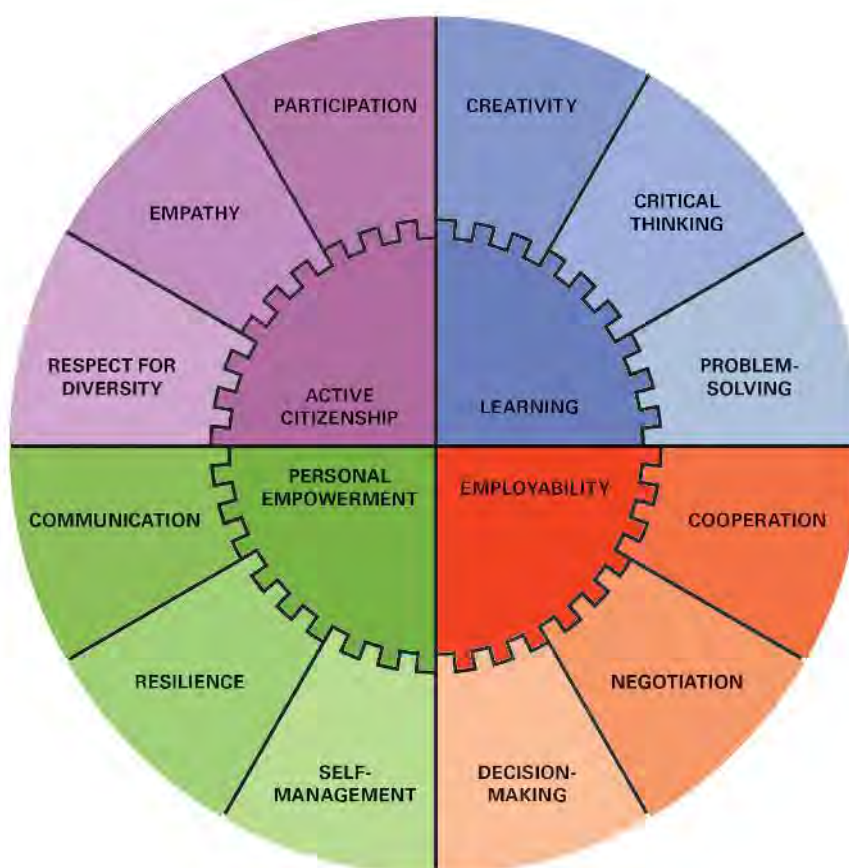 PARTICIPATION
CREATIVITY
EMPATHY
CRITICAL
THINKING
RESPECT FOR
DIVERSITY
PROBLEM-
SOLVING
ACTIVE
CITIZENSHIP
LEARNING
PERSONAL
EMPOWERMENT
EMPLOYABILITY
COMMUNICATION
COOPERATION
RESILIENCE
NEGOTIATION
SELF-
MANAGEMENT
DECISION-
MAKING